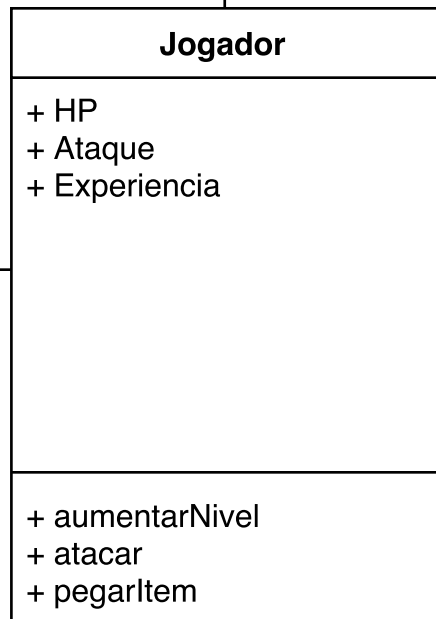 Jogador
+ HP
+ Ataque
+ Experiencia
+ aumentarNivel
+ atacar
+ pegarItem